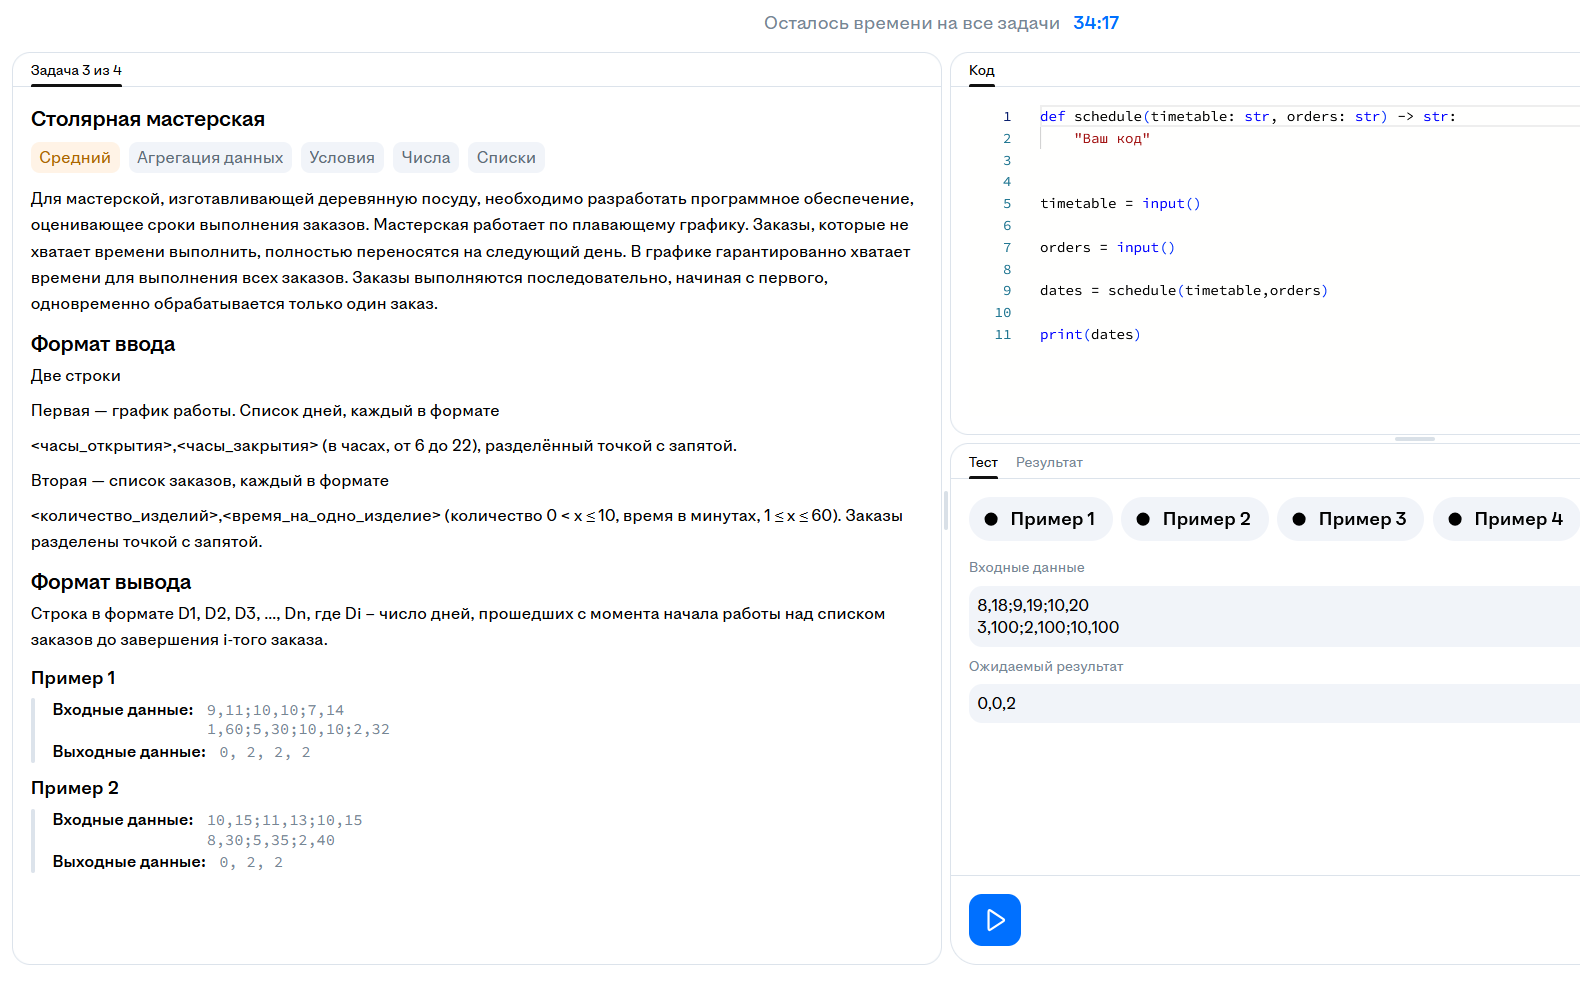 Осталось времени на все задачи 34:17
Задача 3 из 4
Столярная мастерская
Средний Агрегация данных Условия Числа Списки
Для мастерской, изготавливающей деревянную посуду, необходимо разработать программное обеспечение,
оценивающее сроки выполнения заказов. Мастерская работает по плавающему графику. Заказы, которые не
хватает времени выполнить, полностью переносятся на следующий день. В графике гарантированно хватает
времени для выполнения всех заказов. Заказы выполняются последовательно, начиная с первого,
одновременно обрабатывается только один заказ.
Формат ввода
Две строки
Первая — график работы. Список дней, каждый в формате
<часы_открытия>,<часы_закрытия> (в часах, от 6 до 22), разделённый точкой с запятой.
Вторая — список заказов, каждый в формате
<количество_изделий>,<время_на_одно_изделие> (количество 0 < x ≤ 10, время в минутах, 1 ≤ x ≤ 60). Заказы
разделены точкой с запятой.
Формат вывода
Строка в формате D1, D2, D3, ..., Dn, где Di – число дней, прошедших с момента начала работы над списком
заказов до завершения i-того заказа.
Пример 1
Входные данные: 9,11;10,10;7,14
1,60;5,30;10,10;2,32
Выходные данные: 0, 2, 2, 2
Пример 2
Входные данные: 10,15;11,13;10,15
8,30;5,35;2,40
Выходные данные: 0, 2, 2
Код
1 def schedule(timetable: str, orders: str) -> str:
2 "Ваш код"
3
4
5 timetable = input()
6
7 orders = input()
8
9 dates = schedule(timetable,orders)
10
11 print(dates)
Тест Результат
Пример 1 Пример 2 Пример 3 Пример 4
Входные данные
8,18;9,19;10,20
3,100;2,100;10,100
Ожидаемый результат
0,0,2